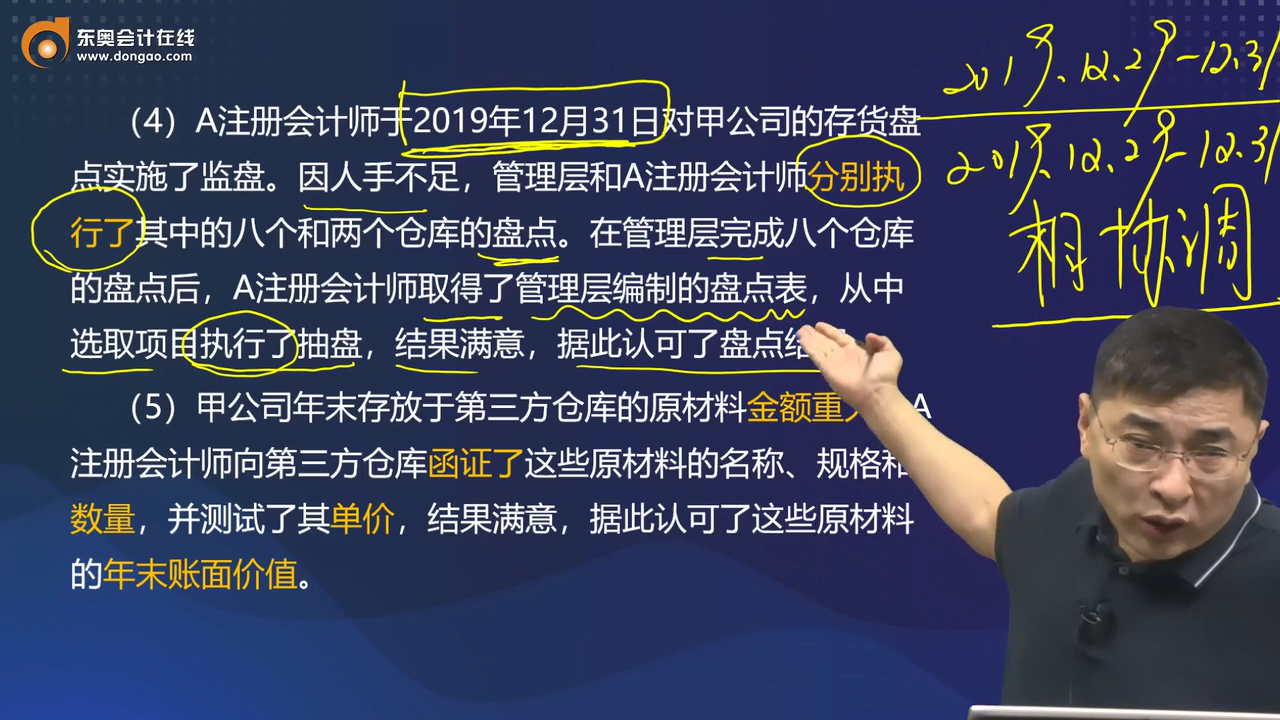 东奥会计在线
www.dongao.com
2019.12.29-12.31
2019.12.29-12.31
相协调
（4）A注册会计师于2019年12月31日对甲公司的存货盘
点实施了监盘。因人手不足，管理层和A注册会计师分别执
行了其中的八个和两个仓库的盘点。在管理层完成八个仓库
的盘点后，A注册会计师取得了管理层编制的盘点表，从中
选取项目执行了抽盘，结果满意，据此认可了盘点结
（5）甲公司年末存放于第三方仓库的原材料金额重大 A
注册会计师向第三方仓库函证了这些原材料的名称、规格和
数量，并测试了其单价，结果满意，据此认可了这些原材料
的年末账面价值。